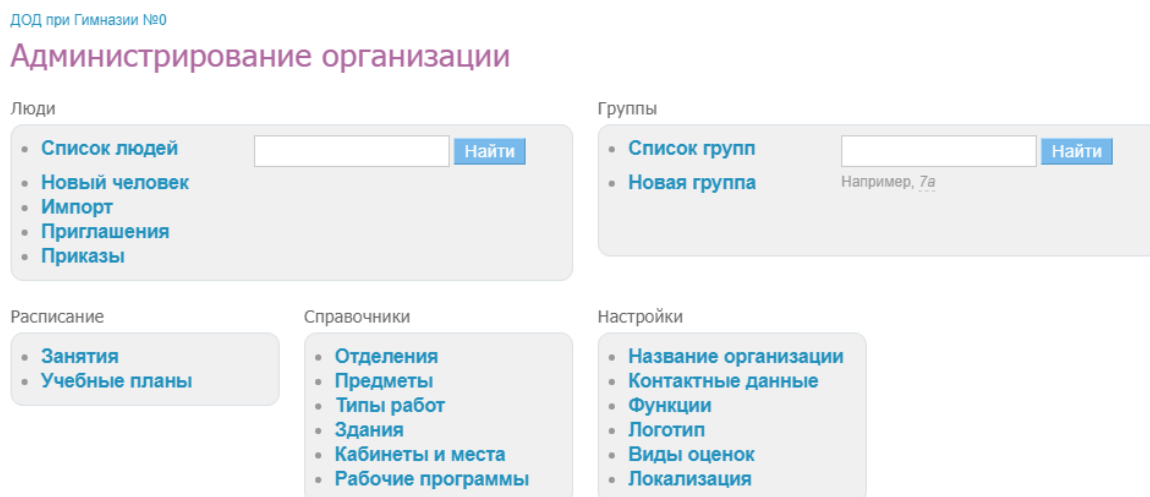 ДОД при Гимназии №0
Администрирование организации
Люди
Список людей
Найти
Новый человек
Импорт
Приглашения
Приказы
Группы
Список групп
Найти
Новая группа
Например, 7а
Расписание
Занятия
Учебные планы
Справочники
Отделения
Предметы
Типы работ
Здания
Кабинеты и места
Рабочие программы
Настройки
Название организации
Контактные данные
Функции
Логотип
Виды оценок
Локализация